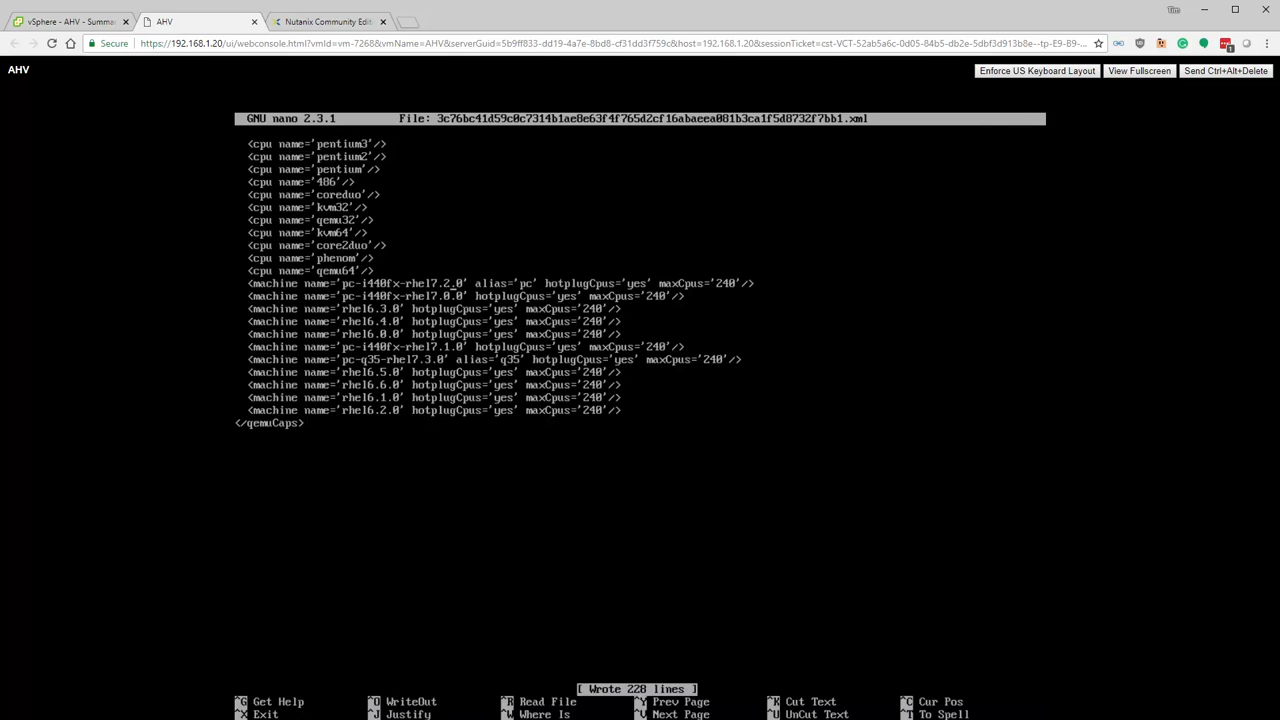 vSphere - AHV - Summa
AHV
Nutanix Community Edit
Tim
Secure
https://192.168.1.20/ui/webconsole.html?vmId=vm-7268&vmName=AHV&serverGuid=5b9ff833-dd19-4a7e-8bd8-cf31dd3f759c&host=192.168.1.20&sessionTicket=cst-VCT-52ab5a6c-0d05-84b5-db2e-5dbf3d913b8e--tp-E9-B9-...
AHV
Enforce US Keyboard Layout
View Fullscreen
Send Ctrl+Alt+Delete
GNU nano 2.3.1 File: 3c76bc41d59c0c7314b1ae8e63f4f765d2cf16abaeea081b3ca1f5d8732f7bb1.xml
<cpu name='pentium3'/>
<cpu name='pentium2'/>
<cpu name='pentium'/>
<cpu name='486'/>
<cpu name='coreduo'/>
<cpu name='kvm32'/>
<cpu name='qemu32'/>
<cpu name='kvm64'/>
<cpu name='core2duo'/>
<cpu name='phenom'/>
<cpu name='qemu64'/>
<machine name='pc-i440fx-rhel7.2.0' alias='pc' hotplugCpus='yes' maxCpus='240'/>
<machine name='pc-i440fx-rhel7.0.0' hotplugCpus='yes' maxCpus='240'/>
<machine name='rhel6.3.0' hotplugCpus='yes' maxCpus='240'/>
<machine name='rhel6.4.0' hotplugCpus='yes' maxCpus='240'/>
<machine name='rhel6.0.0' hotplugCpus='yes' maxCpus='240'/>
<machine name='pc-i440fx-rhel7.1.0' hotplugCpus='yes' maxCpus='240'/>
<machine name='pc-q35-rhel7.3.0' alias='q35' hotplugCpus='yes' maxCpus='240'/>
<machine name='rhel6.5.0' hotplugCpus='yes' maxCpus='240'/>
<machine name='rhel6.6.0' hotplugCpus='yes' maxCpus='240'/>
<machine name='rhel6.1.0' hotplugCpus='yes' maxCpus='240'/>
<machine name='rhel6.2.0' hotplugCpus='yes' maxCpus='240'/>
</qemuCaps>
[ Wrote 228 lines ]
^G Get Help ^O WriteOut ^R Read File ^Y Prev Page ^K Cut Text ^C Cur Pos
^X Exit ^J Justify ^W Where Is ^V Next Page ^U UnCut Text ^T To Spell